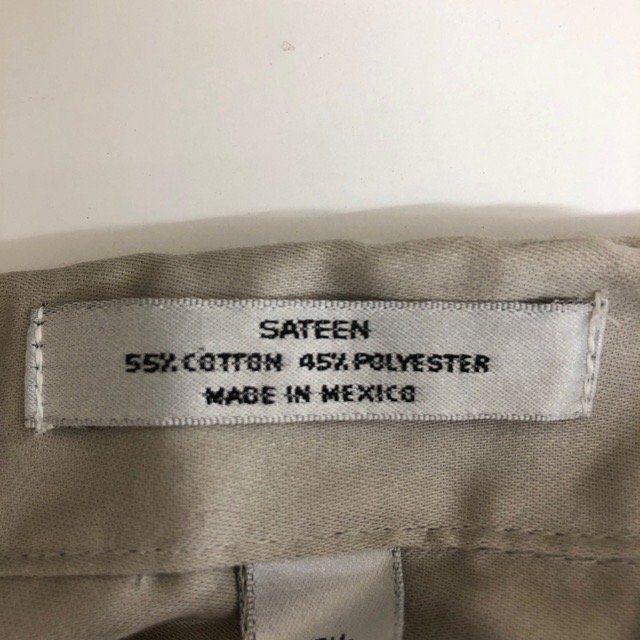 SATEEN
55% COTTON 45% POLYESTER
MADE IN MEXICO